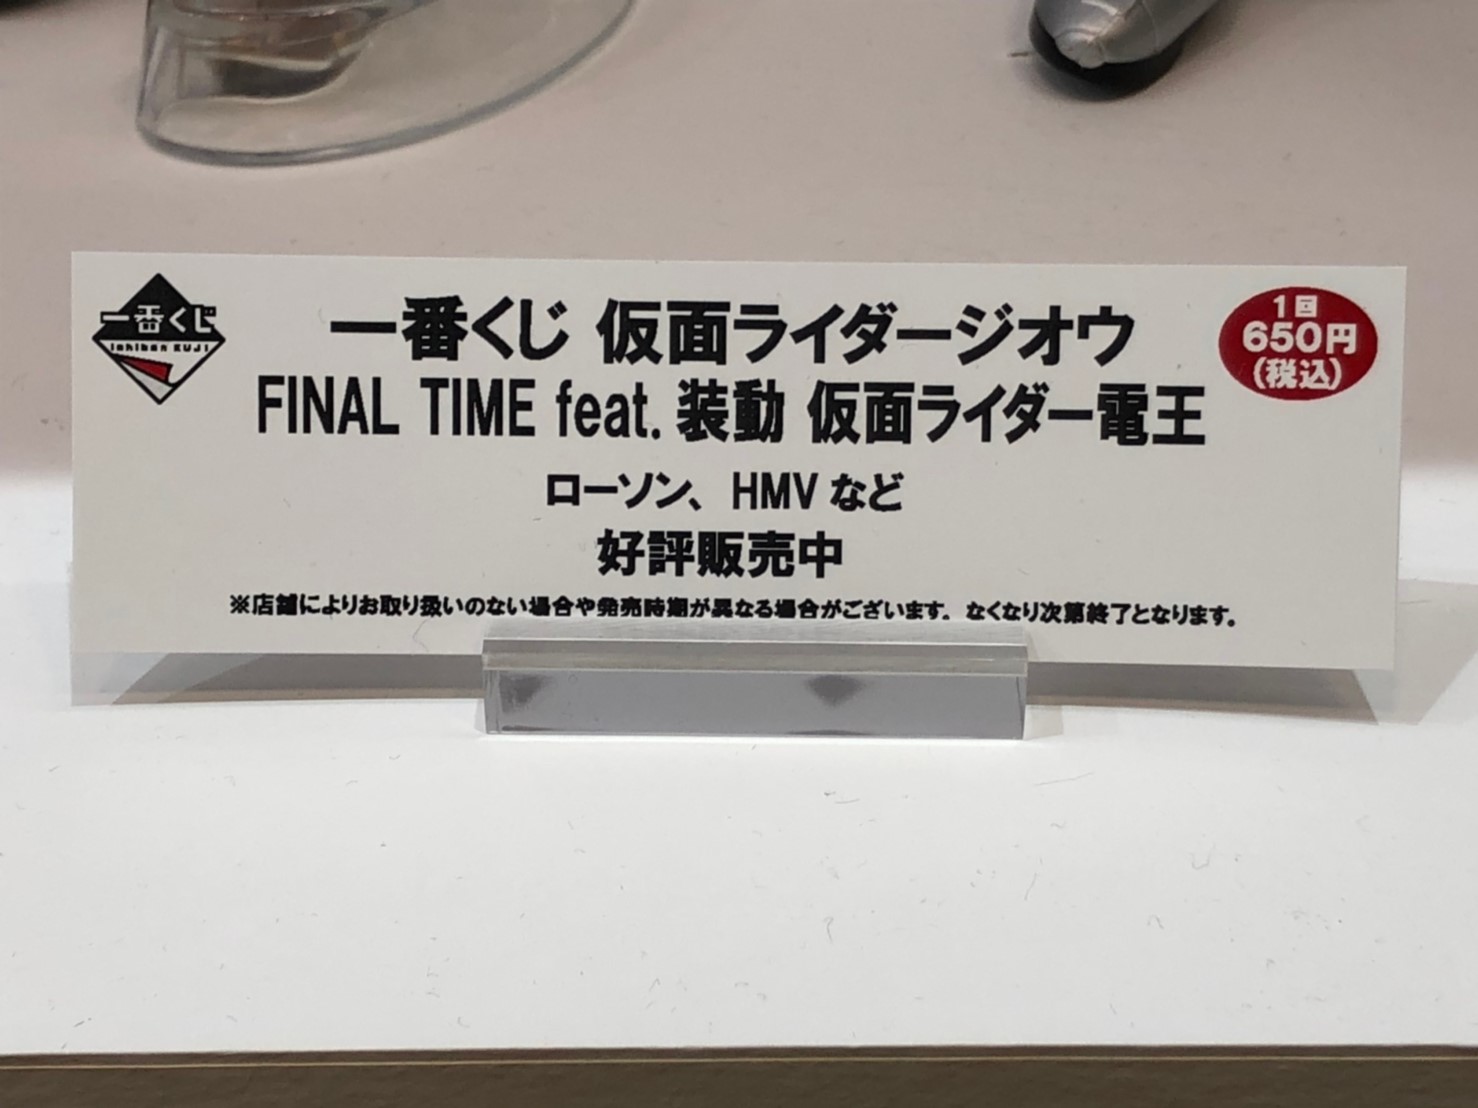 一番くじ
Ichiban KUJI
一番くじ 仮面ライダージオウ
1回
650円
(税込)
FINAL TIME feat. 装動 仮面ライダー電王
ローソン、HMV など
好評販売中
※店舗によりお取り扱いのない場合や発売時期が異なる場合がございます。なくなり次第終了となります。